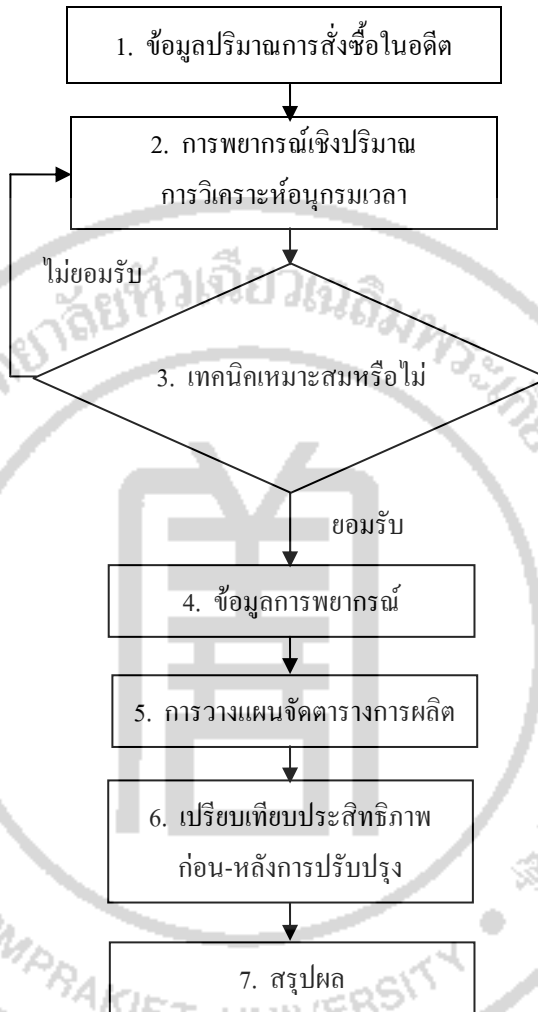 1. ข้อมูลปริมาณการสั่งซื้อในอดีต
2. การพยากรณ์เชิงปริมาณ
การวิเคราะห์อนุกรมเวลา
ไม่ยอมรับ
3. เทคนิคเหมาะสมหรือไม่
ยอมรับ
4. ข้อมูลการพยากรณ์
5. การวางแผนจัดตารางการผลิต
6. เปรียบเทียบประสิทธิภาพ
ก่อน-หลังการปรับปรุง
7. สรุปผล